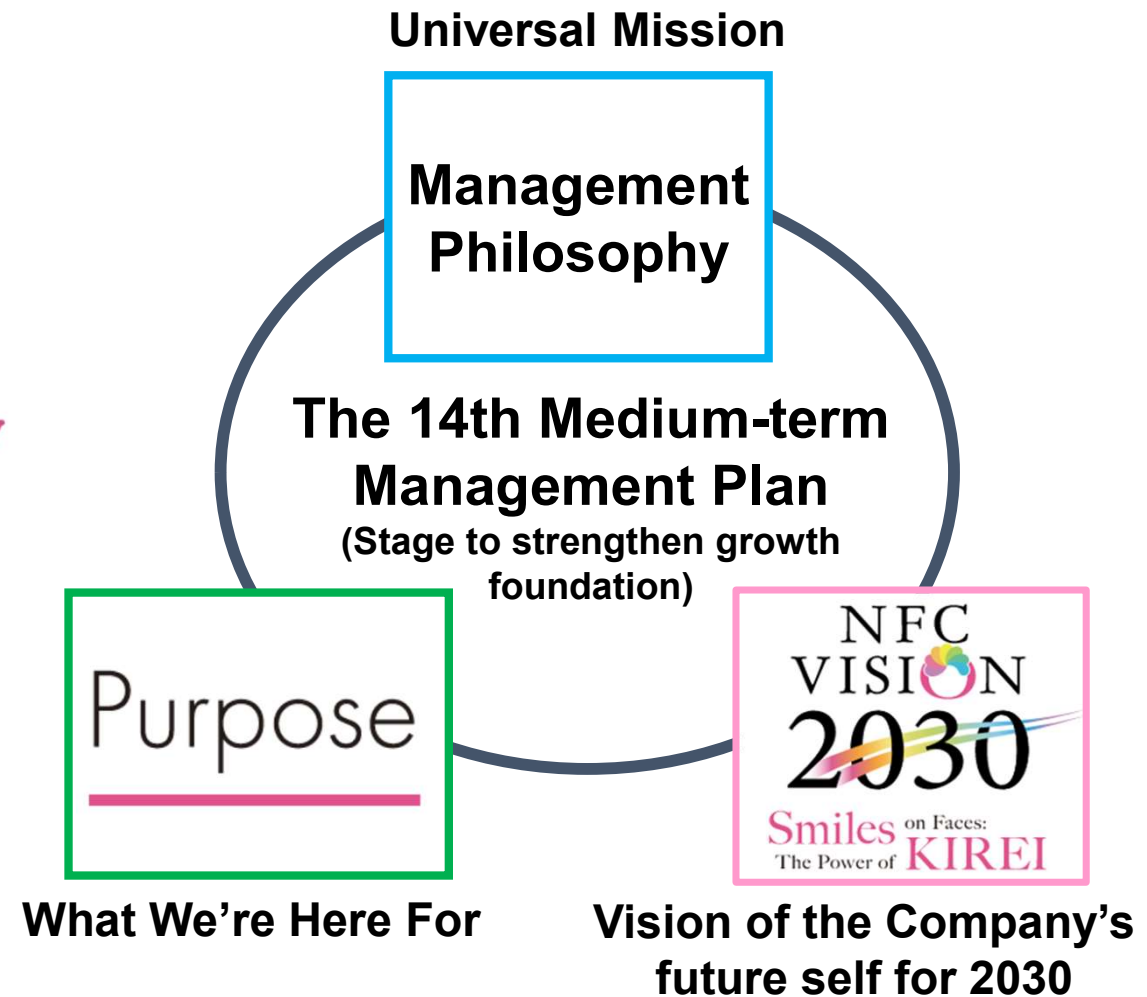 Universal Mission
Management
Philosophy
The 14th Medium-term
Management Plan
(Stage to strengthen growth
foundation)
Purpose
What We’re Here For
NFC
VISION
2030
Smiles on Faces:
The Power of KIREI
Vision of the Company’s
future self for 2030